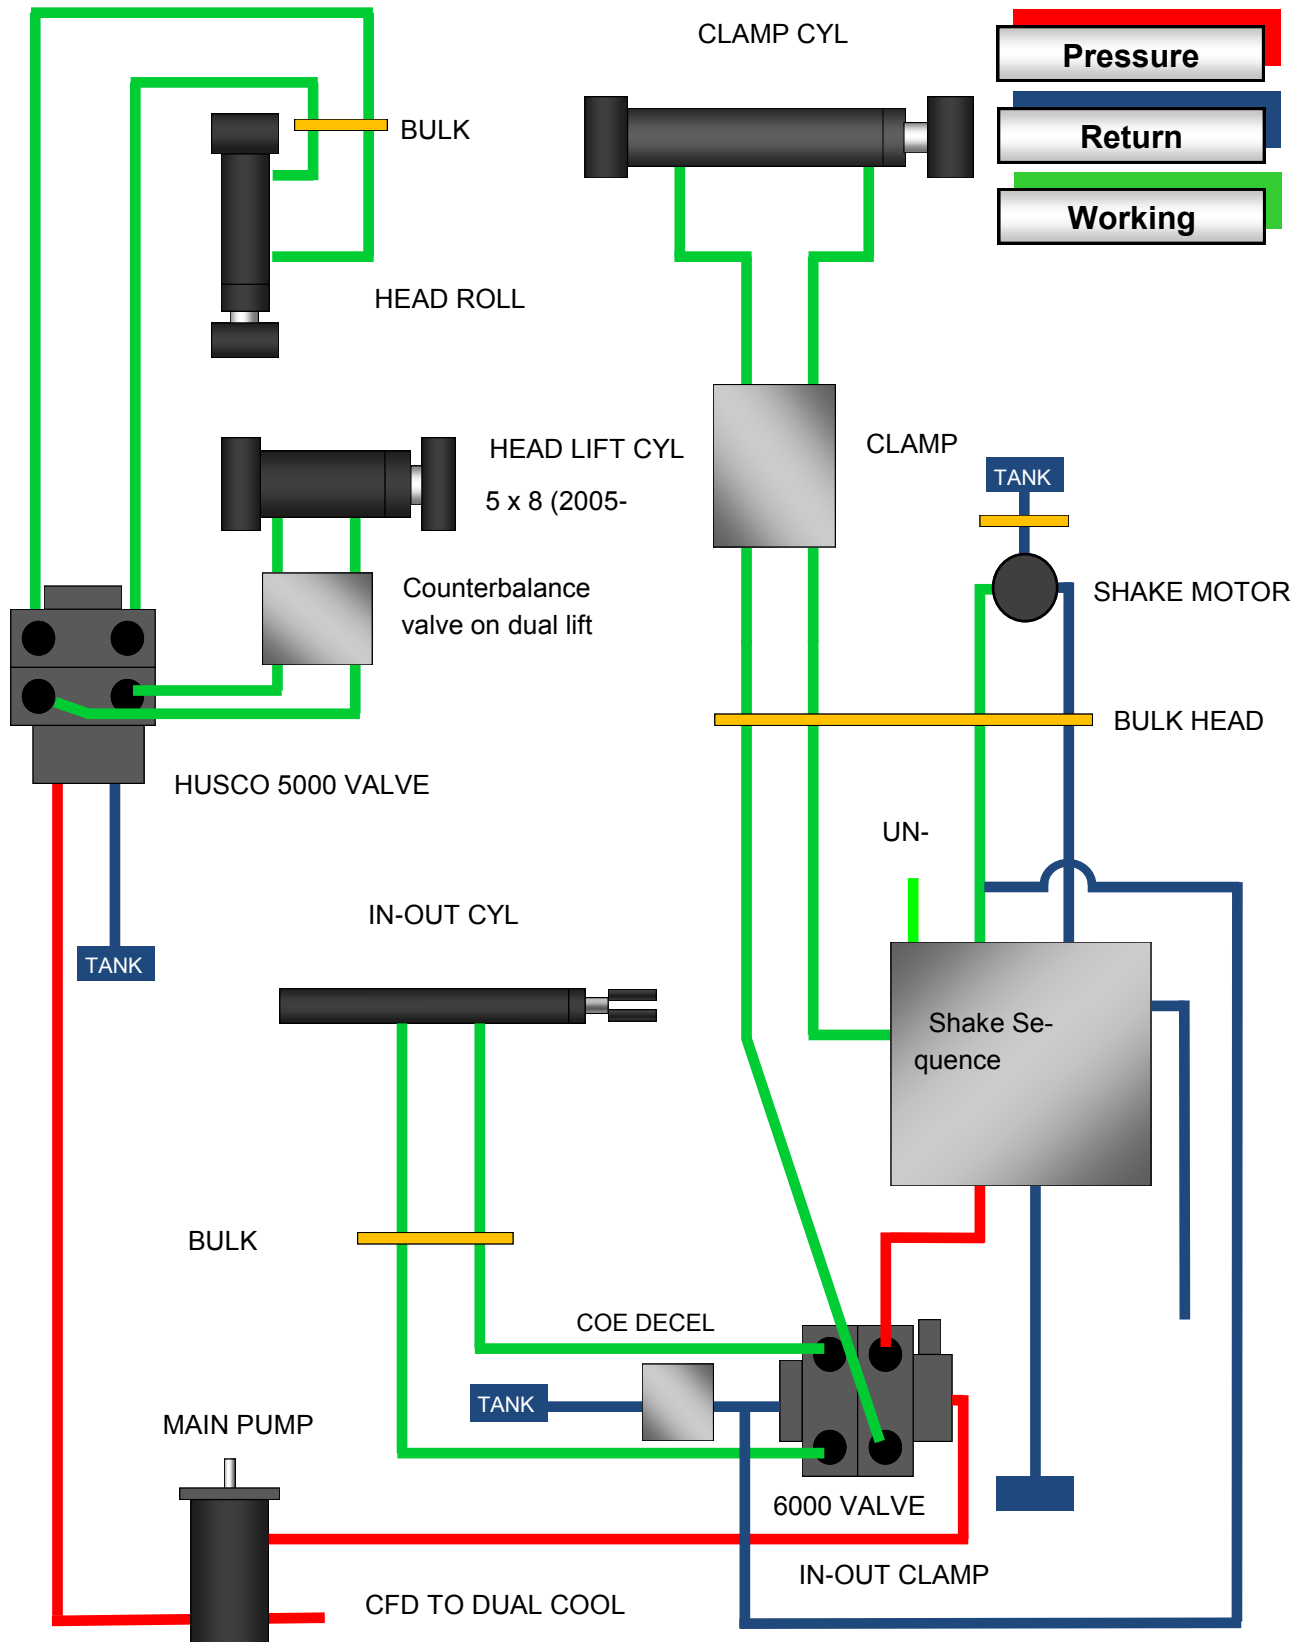 CLAMP CYL
Pressure
BULK
Return
Working
HEAD ROLL
HEAD LIFT CYL
5 x 8 (2005-
CLAMP
TANK
Counterbalance
valve on dual lift
SHAKE MOTOR
BULK HEAD
HUSCO 5000 VALVE
UN-
IN-OUT CYL
TANK
Shake Se-
quence
BULK
COE DECEL
TANK
MAIN PUMP
6000 VALVE
IN-OUT CLAMP
CFD TO DUAL COOL